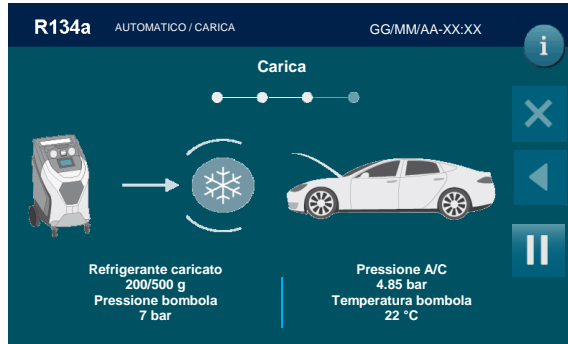 R134a AUTOMATICO / CARICA GG/MM/AA-XX:XX
i
Carica
Refrigerante caricato
200/500 g
Pressione bombola
7 bar
Pressione A/C
4.85 bar
Temperatura bombola
22 °C